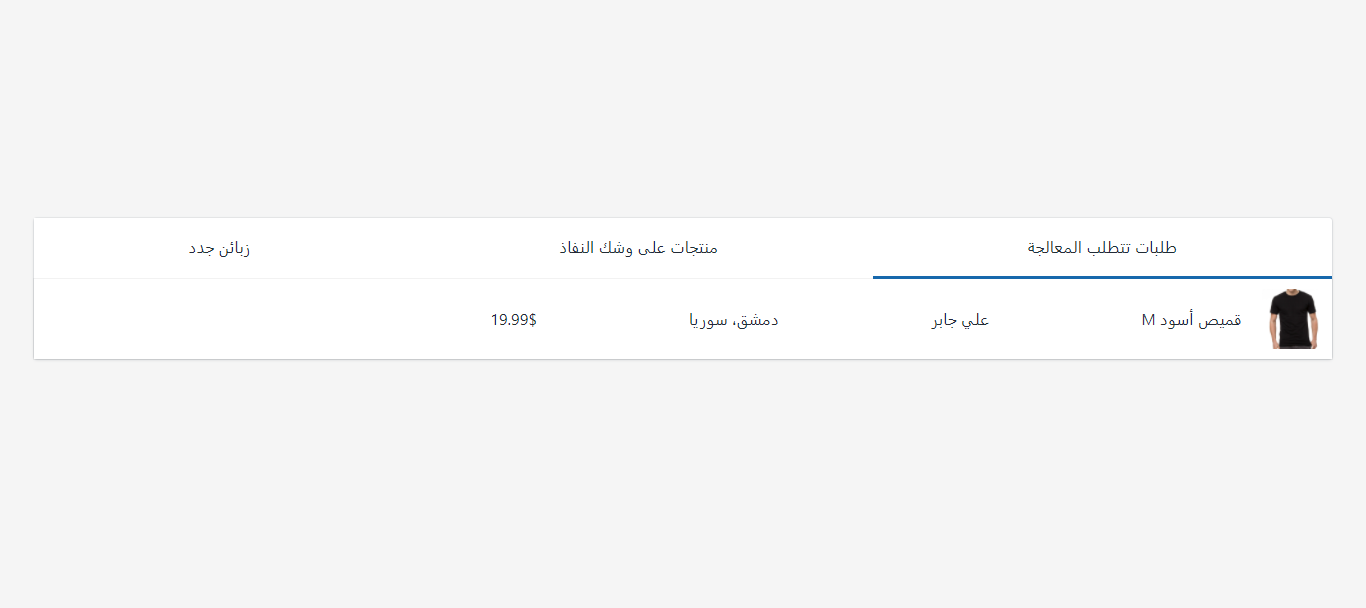 طلبات تتطلب المعالجة
منتجات على وشك النفاذ
زبائن جدد
قميص أسود M
علي جابر
دمشق، سوريا
19.99$